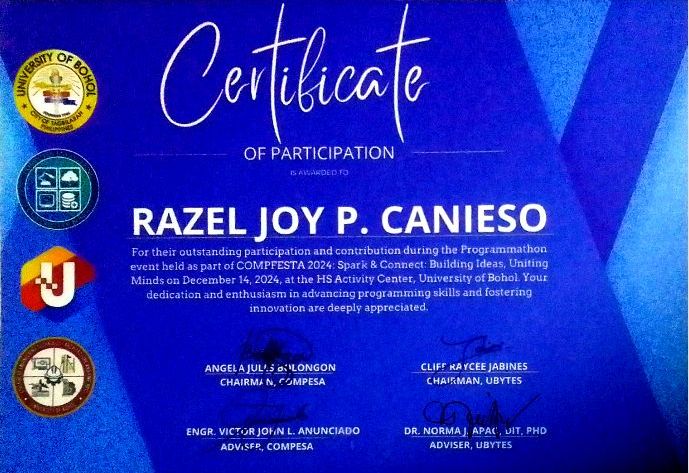 Certificate
OF PARTICIPATION
IS AWARDED TO
RAZEL JOY P. CANIESO
For their outstanding participation and contribution during the Programmathon
event held as part of COMPFESTA 2024: Spark & Connect: Building Ideas, Uniting
Minds on December 14, 2024, at the HS Activity Center, University of Bohol. Your
dedication and enthusiasm in advancing programming skills and fostering
innovation are deeply appreciated.
ANGELA JULES BOLONGON
CHAIRMAN, COMPESA
CLIFF RAYCEE JABINES
CHAIRMAN, UBYTES
ENGR. VICTOR JOHN L. ANUNCIADO
ADVISER, COMPESA
DR. NORMA J. APAO, DIT, PHD
ADVISER, UBYTES
UNIVERSITY OF BOHOL
CITY OF TAGBILARAN
PHILIPPINES
U